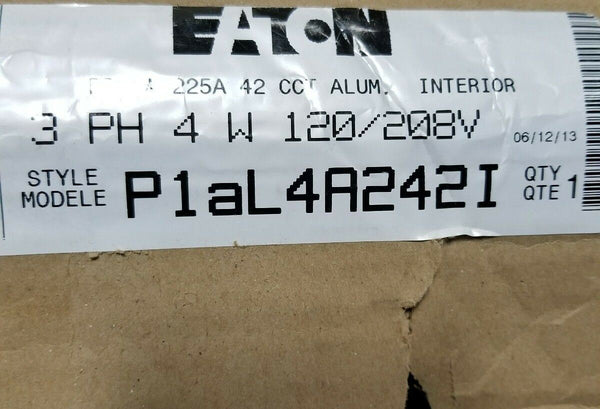 EATON
225A 42 CCT ALUM. INTERIOR
3 PH 4 W 120/208V 06/12/13
STYLE
MODELE
P1aL4A242I
QTY
QTE 1